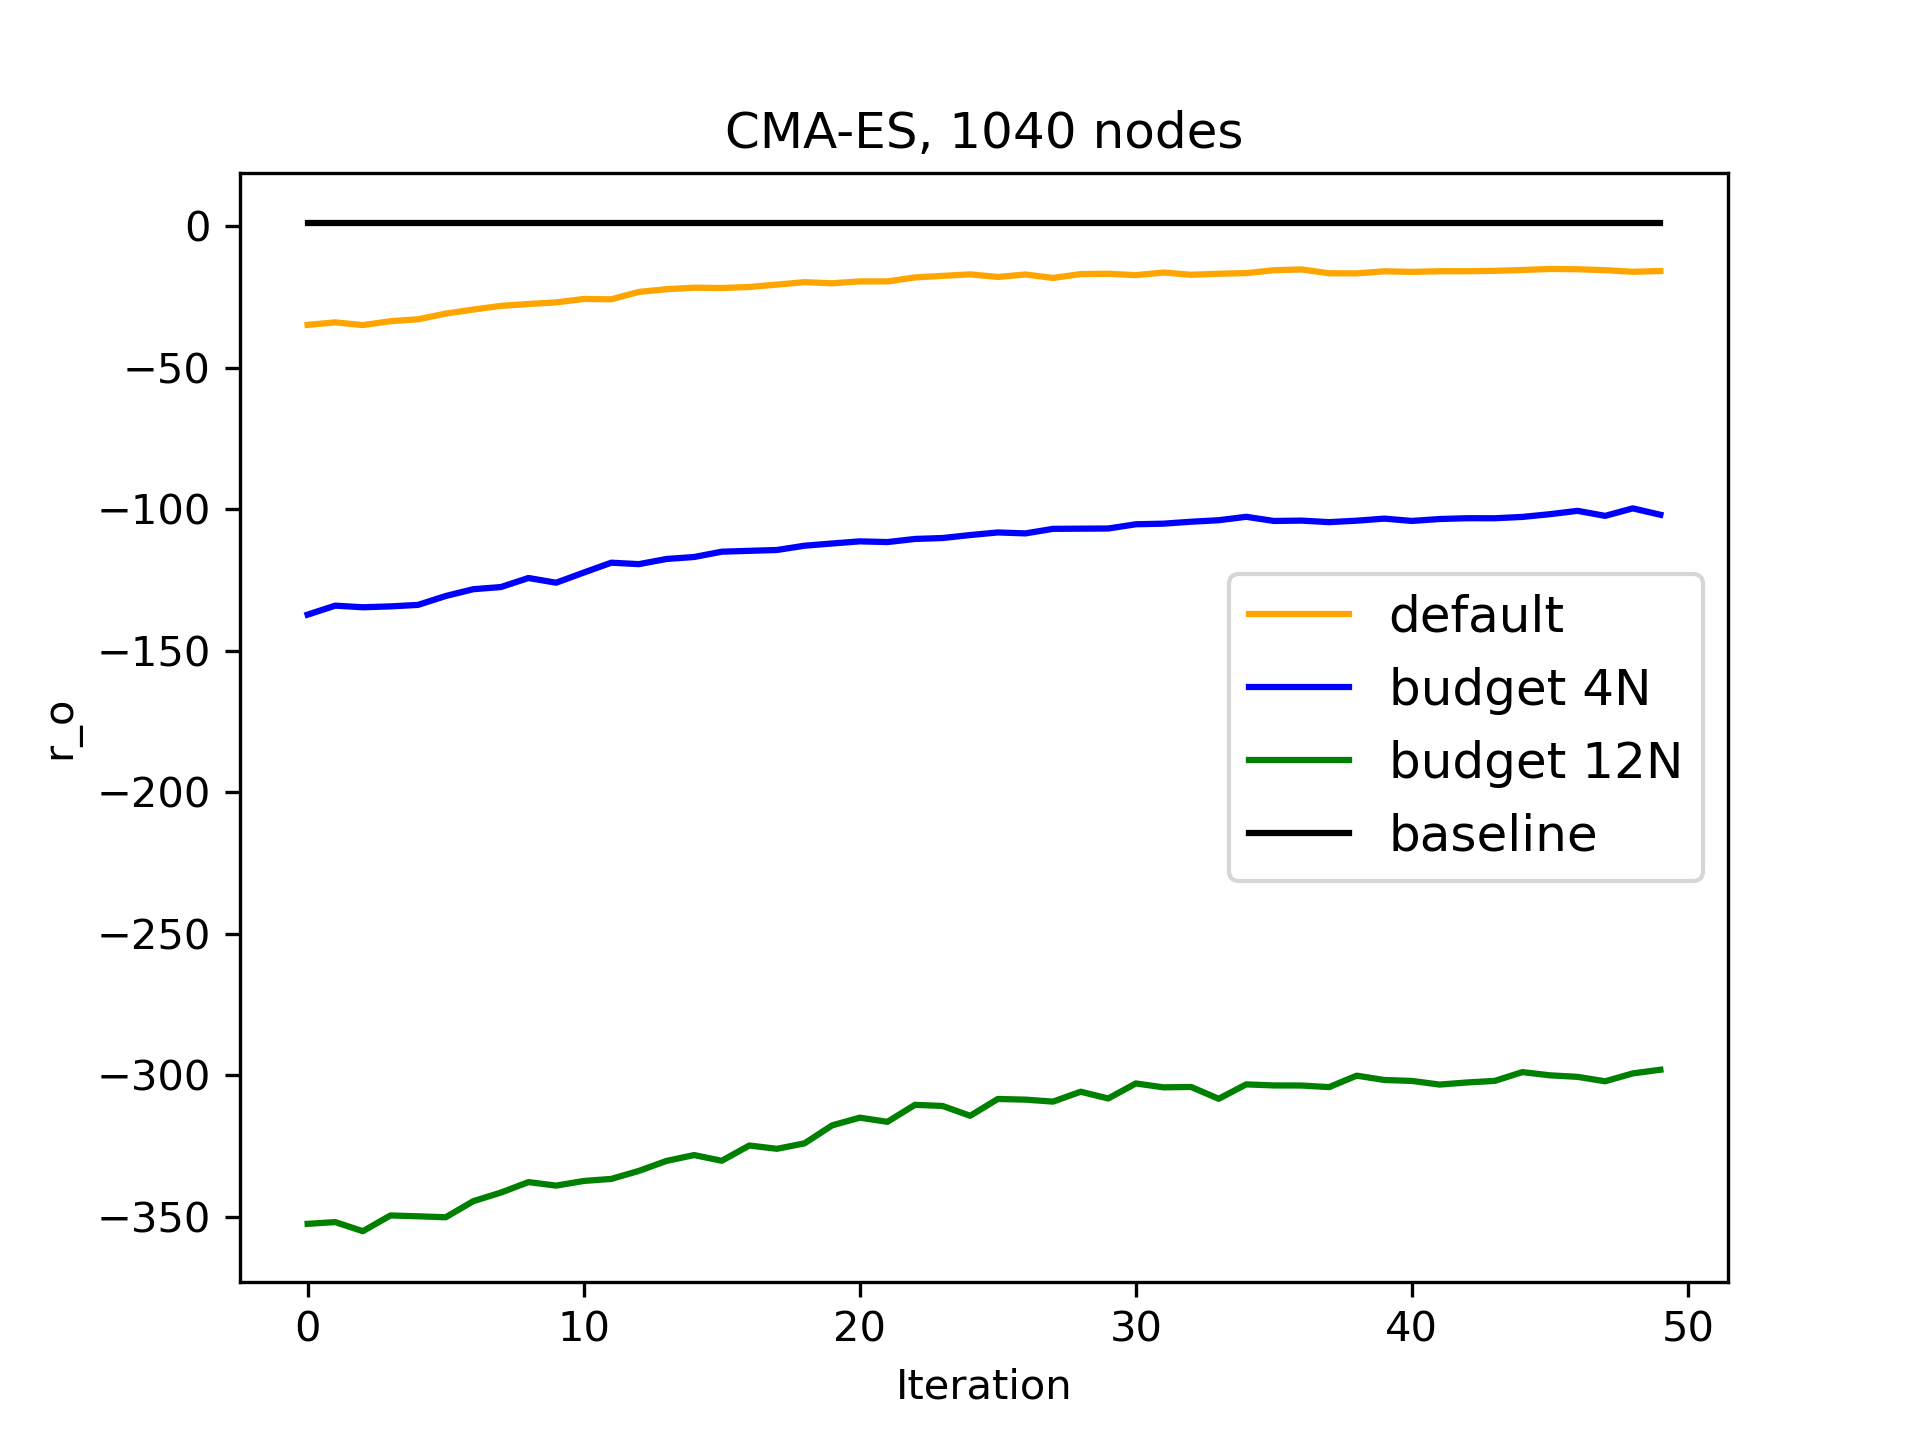 CMA-ES, 1040 nodes
0
−50
−100
−150
−200
−250
−300
−350
r_o
default
budget 4N
budget 12N
baseline
0 10 20 30 40 50
Iteration